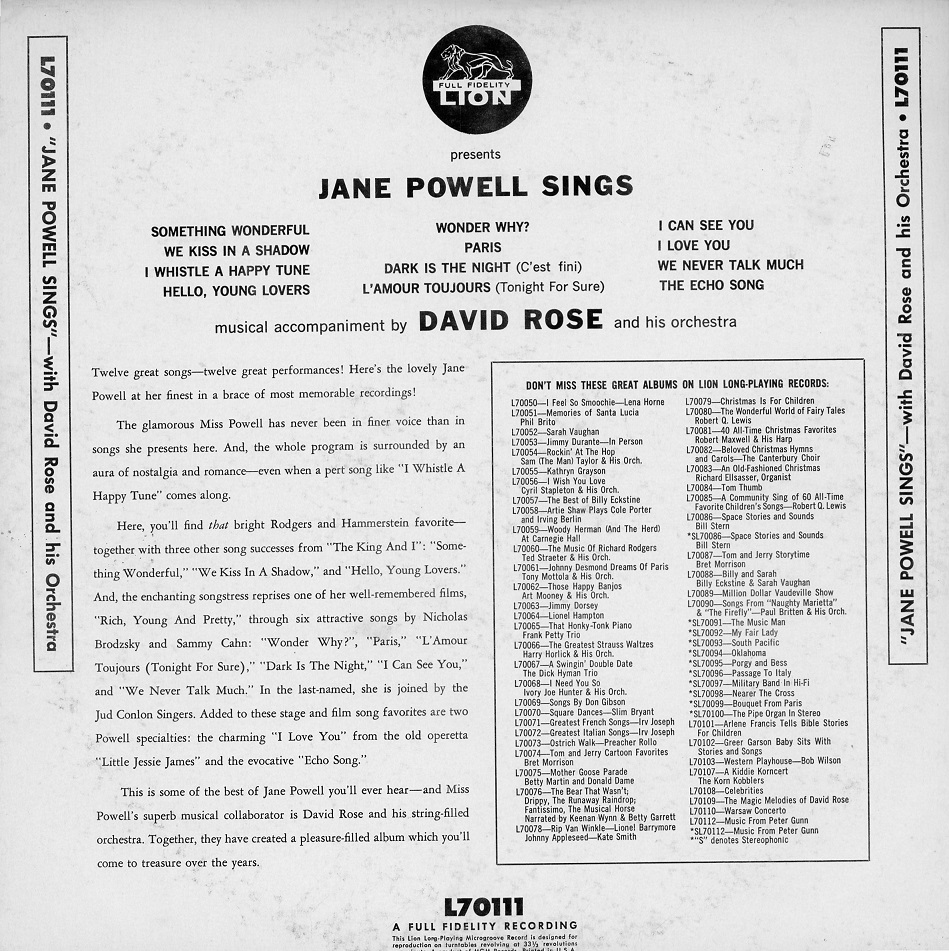 L70111 • "JANE POWELL SINGS"—with David Rose and his Orchestra
FULL FIDELITY
LION
presents
JANE POWELL SINGS
SOMETHING WONDERFUL
WE KISS IN A SHADOW
I WHISTLE A HAPPY TUNE
HELLO, YOUNG LOVERS
WONDER WHY?
PARIS
DARK IS THE NIGHT (C'est fini)
L'AMOUR TOUJOURS (Tonight For Sure)
I CAN SEE YOU
I LOVE YOU
WE NEVER TALK MUCH
THE ECHO SONG
musical accompaniment by DAVID ROSE and his orchestra
Twelve great songs—twelve great performances! Here's the lovely Jane
Powell at her finest in a brace of most memorable recordings!
The glamorous Miss Powell has never been in finer voice than in
songs she presents here. And, the whole program is surrounded by an
aura of nostalgia and romance—even when a pert song like "I Whistle A
Happy Tune" comes along.
Here, you'll find that bright Rodgers and Hammerstein favorite—
together with three other song successes from "The King And I": "Some-
thing Wonderful," "We Kiss In A Shadow," and "Hello, Young Lovers."
And, the enchanting songstress reprises one of her well-remembered films,
"Rich, Young And Pretty," through six attractive songs by Nicholas
Brodzsky and Sammy Cahn: "Wonder Why?", "Paris," "L'Amour
Toujours (Tonight For Sure)," "Dark Is The Night," "I Can See You,"
and "We Never Talk Much." In the last-named, she is joined by the
Jud Conlon Singers. Added to these stage and film song favorites are two
Powell specialties: the charming "I Love You" from the old operetta
"Little Jessie James" and the evocative "Echo Song."
This is some of the best of Jane Powell you'll ever hear—and Miss
Powell's superb musical collaborator is David Rose and his string-filled
orchestra. Together, they have created a pleasure-filled album which you'll
come to treasure over the years.
DON'T MISS THESE GREAT ALBUMS ON LION LONG-PLAYING RECORDS:
L70050—I Feel So Smoochie—Lena Horne
L70051—Memories of Santa Lucia
Phil Brito
L70052—Sarah Vaughan
L70053—Jimmy Durante—In Person
L70054—Rockin' At The Hop
Sam (The Man) Taylor & His Orch.
L70055—Kathryn Grayson
L70056—I Wish You Love
Cyril Stapleton & His Orch.
L70057—The Best of Billy Eckstine
L70058—Artie Shaw Plays Cole Porter
and Irving Berlin
L70059—Woody Herman (And The Herd)
At Carnegie Hall
L70060—The Music Of Richard Rodgers
Ted Straeter & His Orch.
L70061—Johnny Desmond Dreams Of Paris
Tony Mottola & His Orch.
L70062—Those Happy Banjos
Art Mooney & His Orch.
L70063—Jimmy Dorsey
L70064—Lionel Hampton
L70065—That Honky-Tonk Piano
Frank Petty Trio
L70066—The Greatest Strauss Waltzes
Harry Horlick & His Orch.
L70067—A Swingin' Double Date
The Dick Hyman Trio
L70068—I Need You So
Ivory Joe Hunter & His Orch.
L70069—Songs By Don Gibson
L70070—Square Dances—Slim Bryant
L70071—Greatest French Songs—Irv Joseph
L70072—Greatest Italian Songs—Irv Joseph
L70073—Ostrich Walk—Preacher Rollo
L70074—Tom and Jerry Cartoon Favorites
Bret Morrison
L70075—Mother Goose Parade
Betty Martin and Donald Dame
L70076—The Bear That Wasn't;
Drippy, The Runaway Raindrop;
Fantissimo, The Musical Horse
Narrated by Keenan Wynn & Betty Garrett
L70078—Rip Van Winkle—Lionel Barrymore
Johnny Appleseed—Kate Smith
L70079—Christmas Is For Children
L70080—The Wonderful World of Fairy Tales
Robert Q. Lewis
L70081—40 All-Time Christmas Favorites
Robert Maxwell & His Harp
L70082—Beloved Christmas Hymns
and Carols—The Canterbury Choir
L70083—An Old-Fashioned Christmas
Richard Ellsasser, Organist
L70084—Tom Thumb
L70085—A Community Sing of 60 All-Time
Favorite Children's Songs—Robert Q. Lewis
L70086—Space Stories and Sounds
Bill Stern
*SL70086—Space Stories and Sounds
Bill Stern
L70087—Tom and Jerry Storytime
Bret Morrison
L70088—Billy and Sarah
Billy Eckstine & Sarah Vaughan
L70089—Million Dollar Vaudeville Show
L70090—Songs From "Naughty Marietta"
& "The Firefly"—Paul Britten & His Orch.
*SL70091—The Music Man
*SL70092—My Fair Lady
*SL70093—South Pacific
*SL70094—Oklahoma
*SL70095—Porgy and Bess
*SL70096—Passage To Italy
*SL70097—Military Band In Hi-Fi
*SL70098—Nearer The Cross
*SL70099—Bouquet From Paris
*SL70100—The Pipe Organ In Stereo
L70101—Arlene Francis Tells Bible Stories
For Children
L70102—Greer Garson Baby Sits With
Stories and Songs
L70103—Western Playhouse—Bob Wilson
L70107—A Kiddie Korncert
The Korn Kobblers
L70108—Celebrities
L70109—The Magic Melodies of David Rose
L70110—Warsaw Concerto
L70112—Music From Peter Gunn
*SL70112—Music From Peter Gunn
*"S" denotes Stereophonic
"JANE POWELL SINGS"—with David Rose and his Orchestra • L70111
L70111
A FULL FIDELITY RECORDING
This Lion Long-Playing Microgroove Record is designed for
reproduction on turntables revolving at 33⅓ revolutions